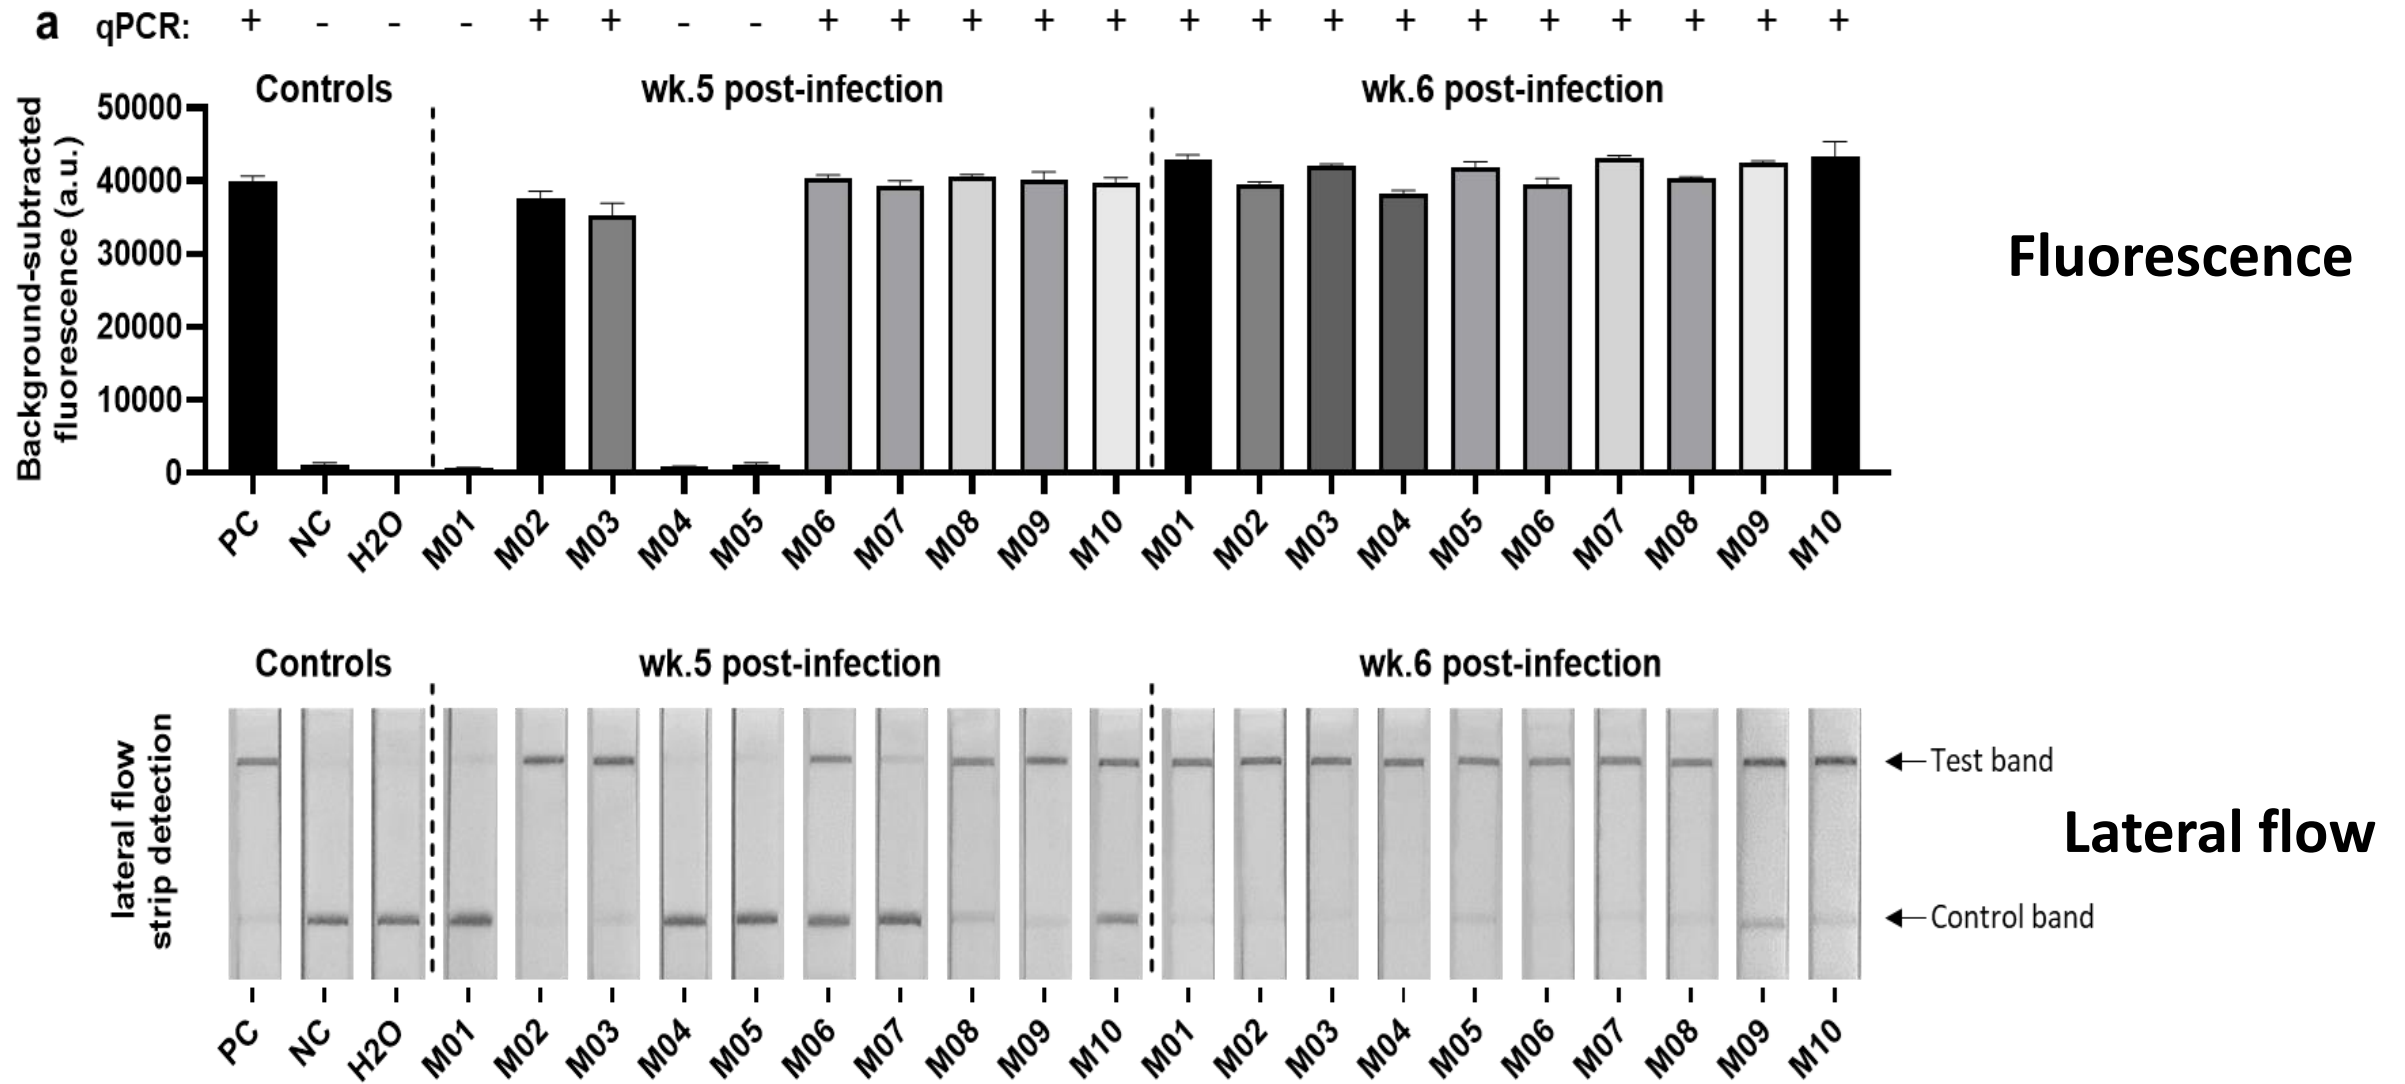 a qPCR: + - - - + + - - + + + + + + + + + + + + + + +
Controls wk.5 post-infection wk.6 post-infection
Background-subtracted
fluorescence (a.u.)
50000
40000
30000
20000
10000
0
PC NC H2O M01 M02 M03 M04 M05 M06 M07 M08 M09 M10 M01 M02 M03 M04 M05 M06 M07 M08 M09 M10
Fluorescence
Controls wk.5 post-infection wk.6 post-infection
lateral flow
strip detection
Test band
Lateral flow
Control band
PC NC H2O M01 M02 M03 M04 M05 M06 M07 M08 M09 M10 M01 M02 M03 M04 M05 M06 M07 M08 M09 M10